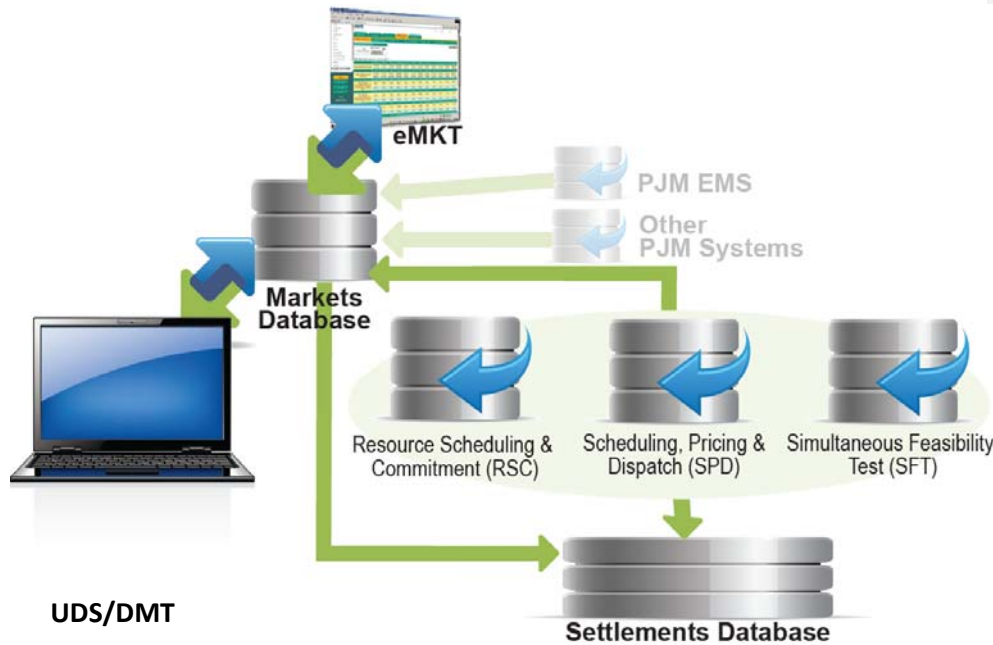 eMKT
PJM EMS
Other
PJM Systems
Markets
Database
Resource Scheduling &
Commitment (RSC)
Scheduling, Pricing &
Dispatch (SPD)
Simultaneous Feasibility
Test (SFT)
UDS/DMT
Settlements Database